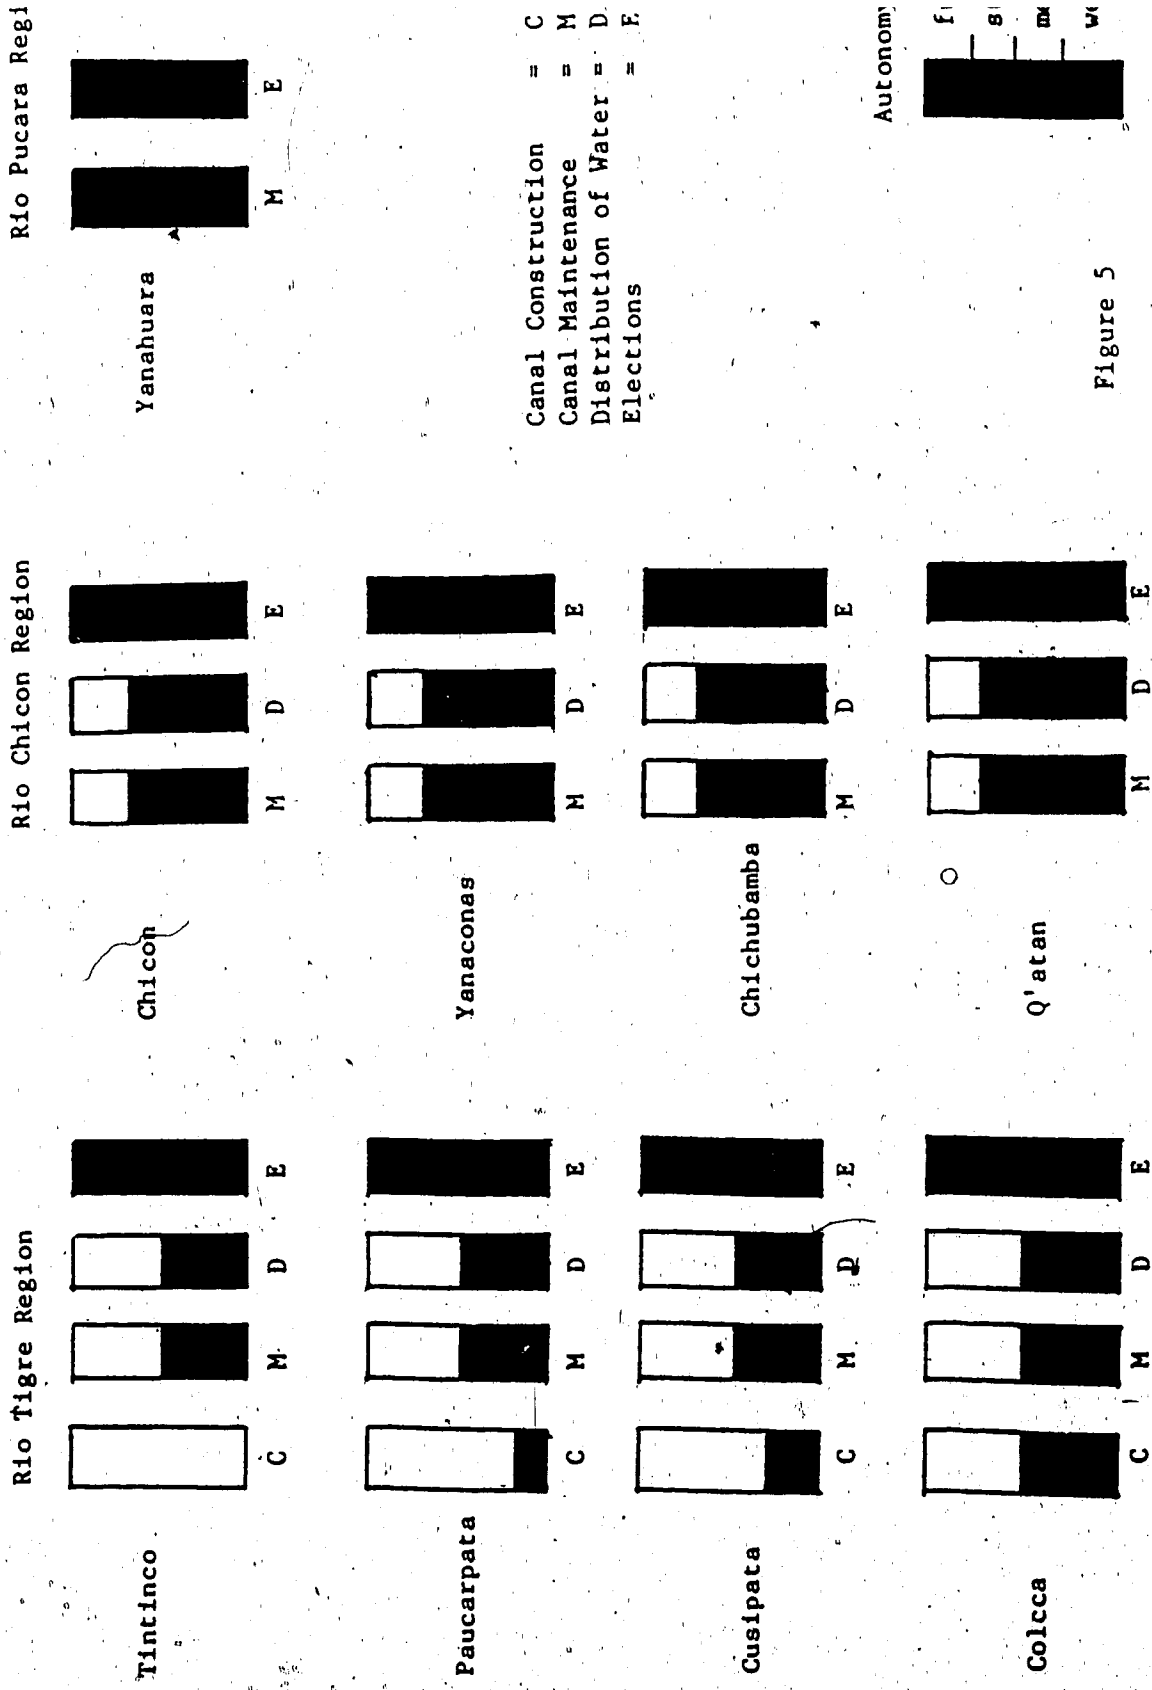 Rio Tigre Region
Rio Chicon Region
Rio Pucara Regi
Tintinco
C M D E
Chicon
M D E
Yanahuara
M E
Paucarpata
C M D E
Yanaconas
M D E
Canal Construction = C
Canal Maintenance = M
Distribution of Water = D
Elections = E
Cusipata
C M D E
Chichubamba
M D E
Autonomy
Colcca
C M D E
Q'atan
M D E
Figure 5